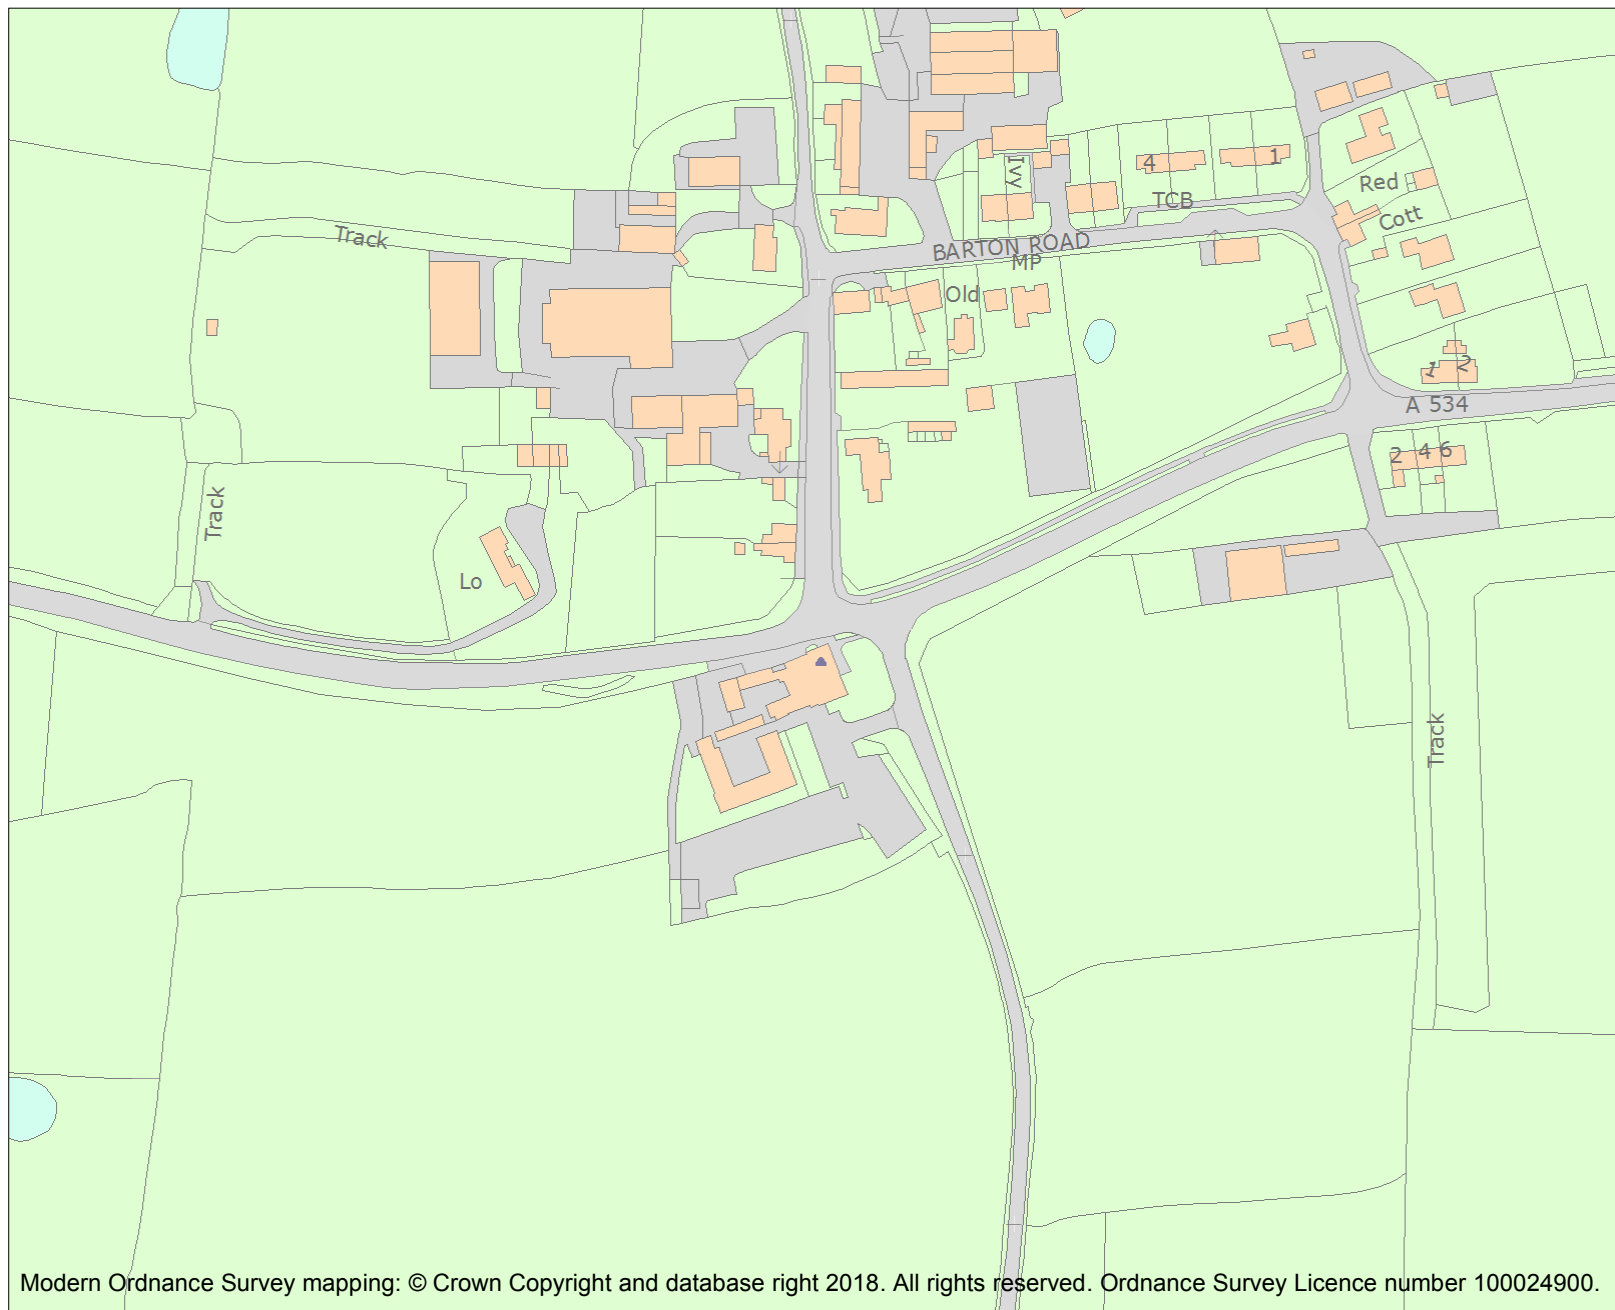 Ivy
4
1
Red
TCB
Cott
Track
BARTON ROAD
MP
Old
1 2
A 534
2 4 6
Track
Lo
Track
Modern Ordnance Survey mapping: © Crown Copyright and database right 2018. All rights reserved. Ordnance Survey Licence number 100024900.